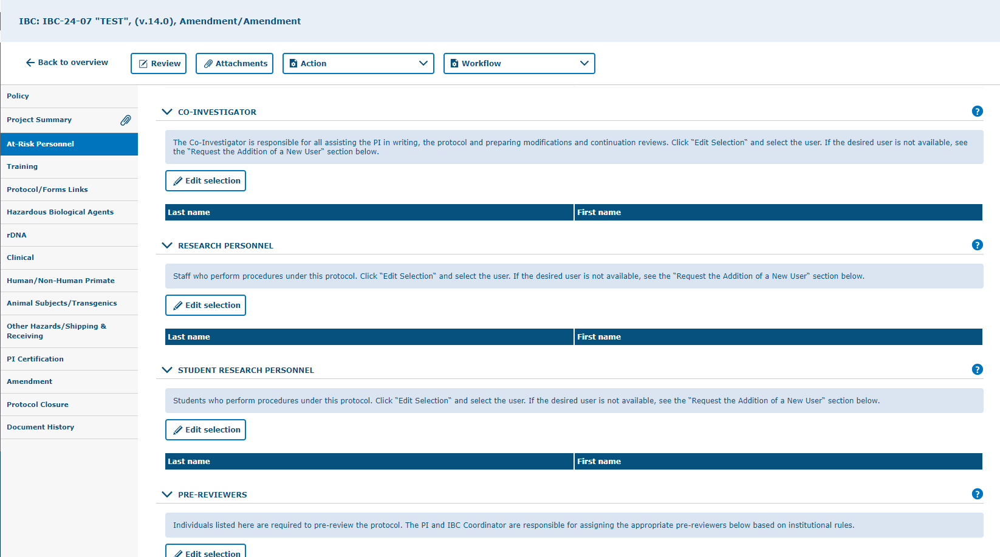 IBC: IBC-24-07 "TEST", (v.14.0), Amendment/Amendment
Back to overview
Review
Attachments
Action
Workflow
Policy
Project Summary
At-Risk Personnel
Training
Protocol/Forms Links
Hazardous Biological Agents
rDNA
Clinical
Human/Non-Human Primate
Animal Subjects/Transgenics
Other Hazards/Shipping &
Receiving
PI Certification
Amendment
Protocol Closure
Document History
CO-INVESTIGATOR
?
The Co-Investigator is responsible for all assisting the PI in writing, the protocol and preparing modifications and continuation reviews. Click "Edit Selection" and select the user. If the desired user is not available, see
the "Request the Addition of a New User" section below.
Edit selection
Last name
First name
RESEARCH PERSONNEL
?
Staff who perform procedures under this protocol. Click "Edit Selection" and select the user. If the desired user is not available, see the "Request the Addition of a New User" section below.
Edit selection
Last name
First name
STUDENT RESEARCH PERSONNEL
?
Students who perform procedures under this protocol. Click "Edit Selection" and select the user. If the desired user is not available, see the "Request the Addition of a New User" section below.
Edit selection
Last name
First name
PRE-REVIEWERS
?
Individuals listed here are required to pre-review the protocol. The PI and IBC Coordinator are responsible for assigning the appropriate pre-reviewers below based on institutional rules.
Edit selection